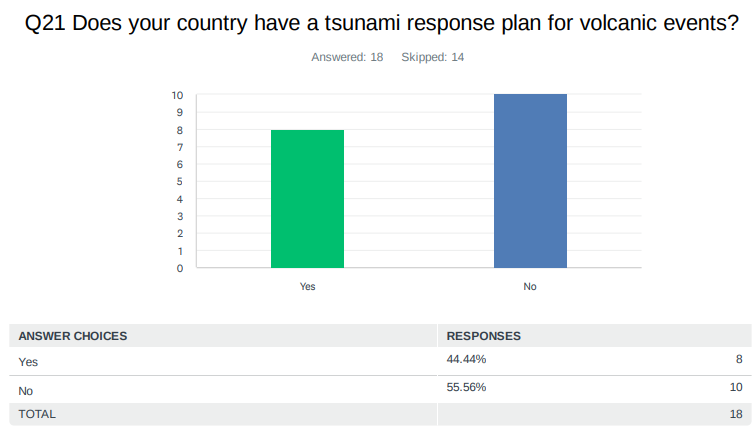 Q21 Does your country have a tsunami response plan for volcanic events?
Answered: 18 Skipped: 14
10
9
8
7
6
5
4
3
2
1
0
Yes No
ANSWER CHOICES RESPONSES
Yes 44.44% 8
No 55.56% 10
TOTAL 18